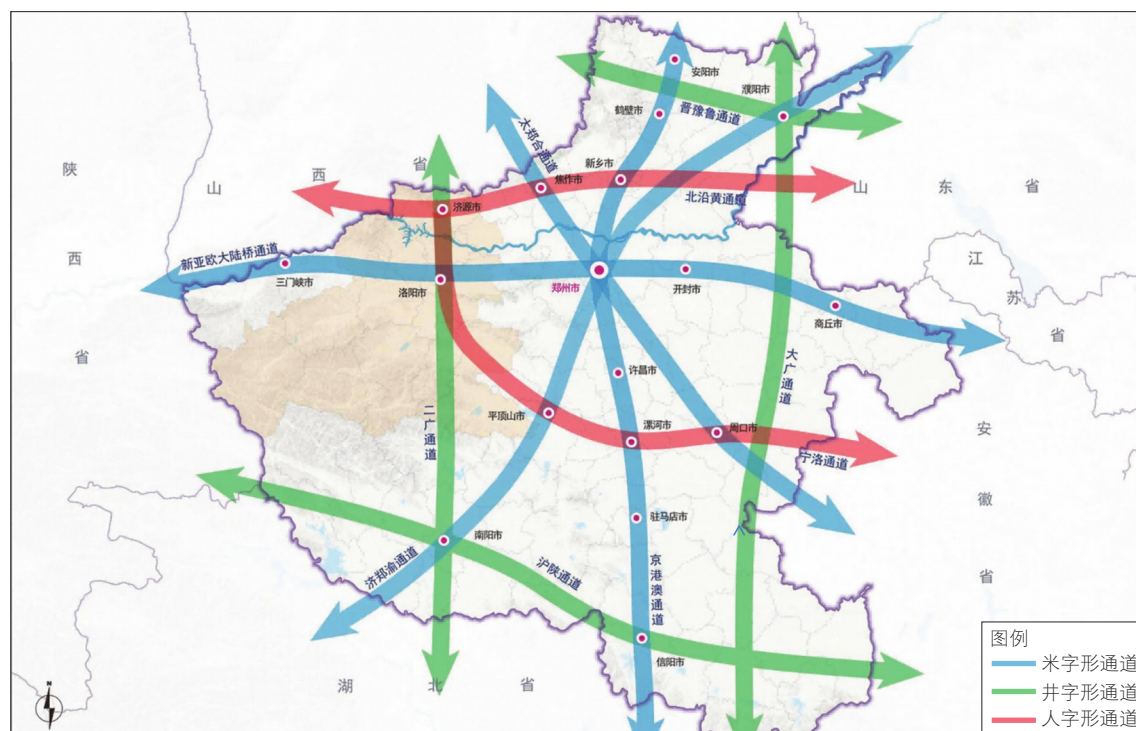 安阳市
濮阳市
鹤壁市
晋豫鲁通道
太郑合通道
新乡市
焦作市
北沿黄通道
济源市
陕
西
省
山
西
省
山
东
省
新亚欧大陆桥通道
三门峡市
洛阳市
郑州市
开封市
商丘市
江
苏
省
许昌市
大广通道
平顶山市
二广通道
漯河市
周口市
宁洛通道
安
徽
省
驻马店市
南阳市
沪陕通道
济郑渝通道
京港澳通道
信阳市
湖
北
省
N
图例
米字形通道
井字形通道
人字形通道